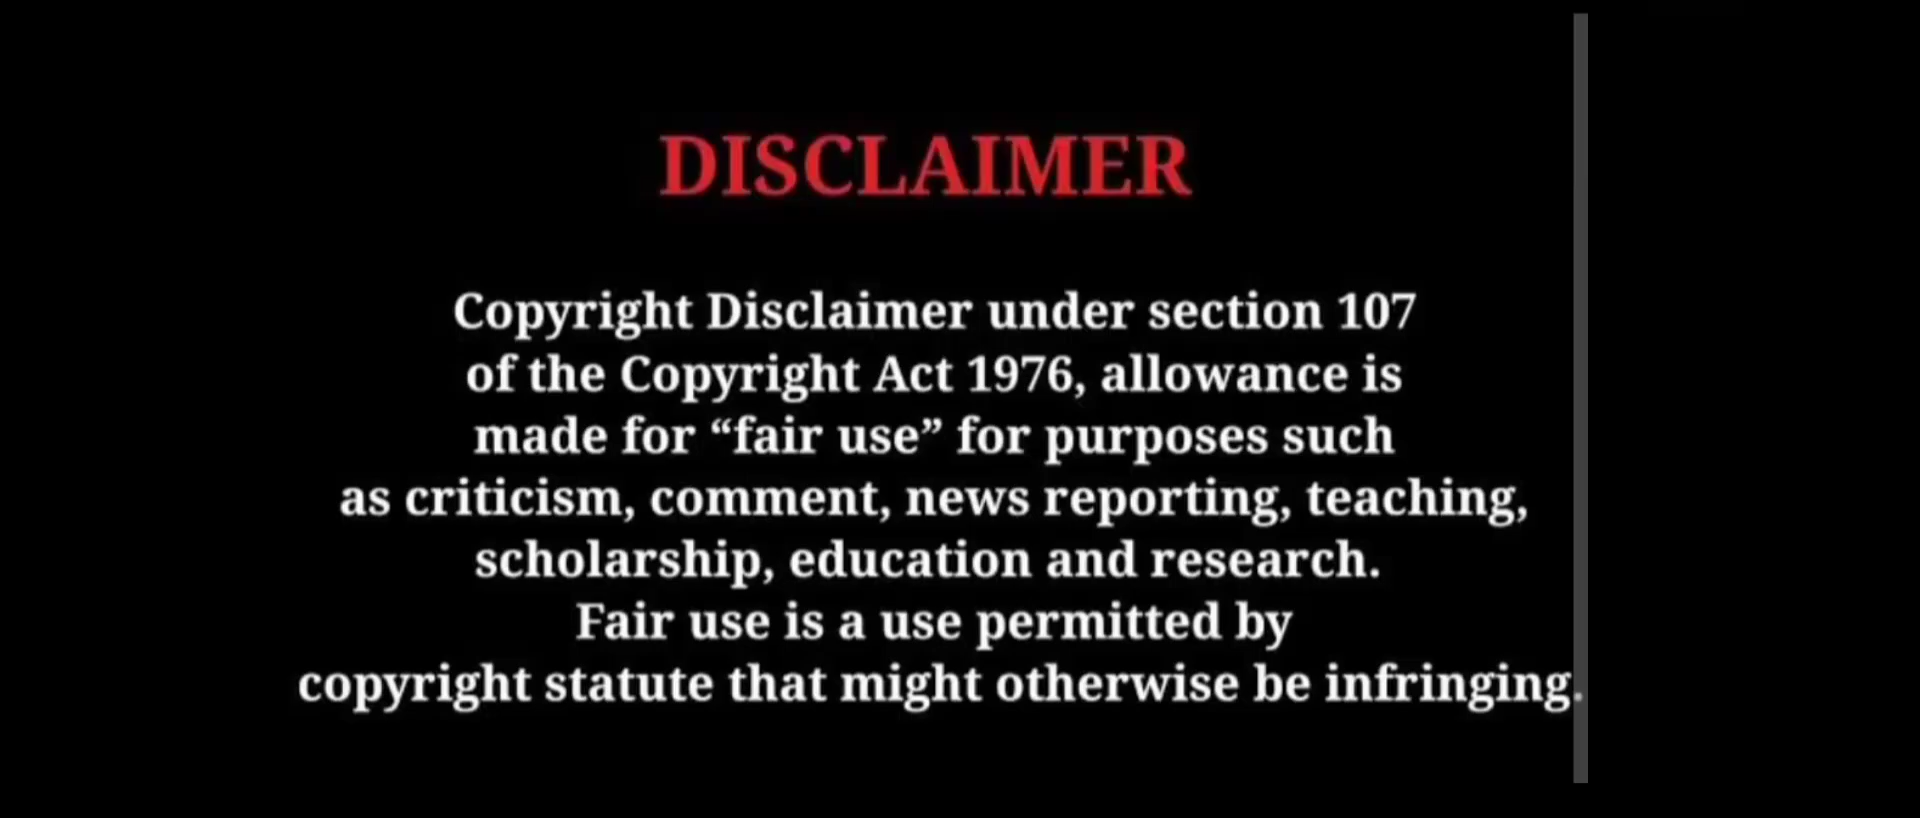 DISCLAIMER
Copyright Disclaimer under section 107
of the Copyright Act 1976, allowance is
made for “fair use” for purposes such
as criticism, comment, news reporting, teaching,
scholarship, education and research.
Fair use is a use permitted by
copyright statute that might otherwise be infringing.